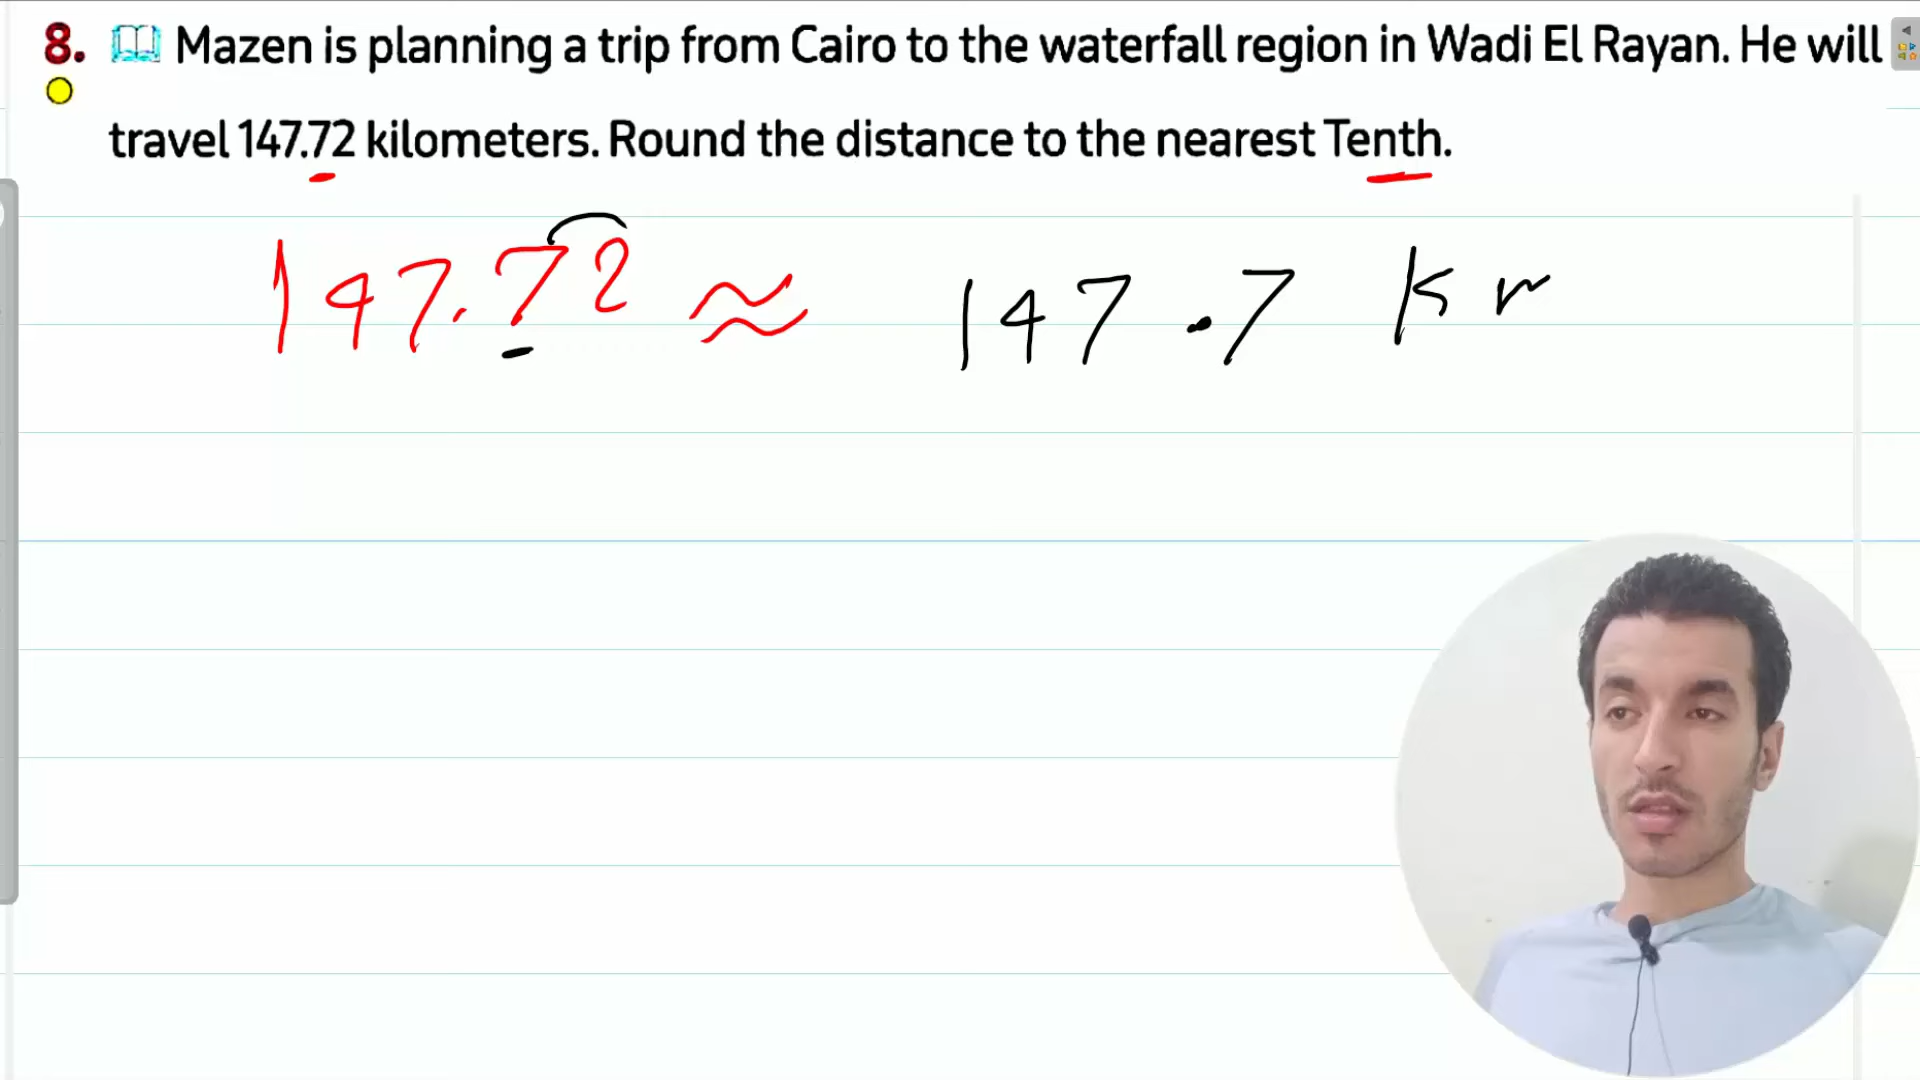 8. Mazen is planning a trip from Cairo to the waterfall region in Wadi El Rayan. He will
travel 147.72 kilometers. Round the distance to the nearest Tenth.
147.72 ≈ 147.7 Kr